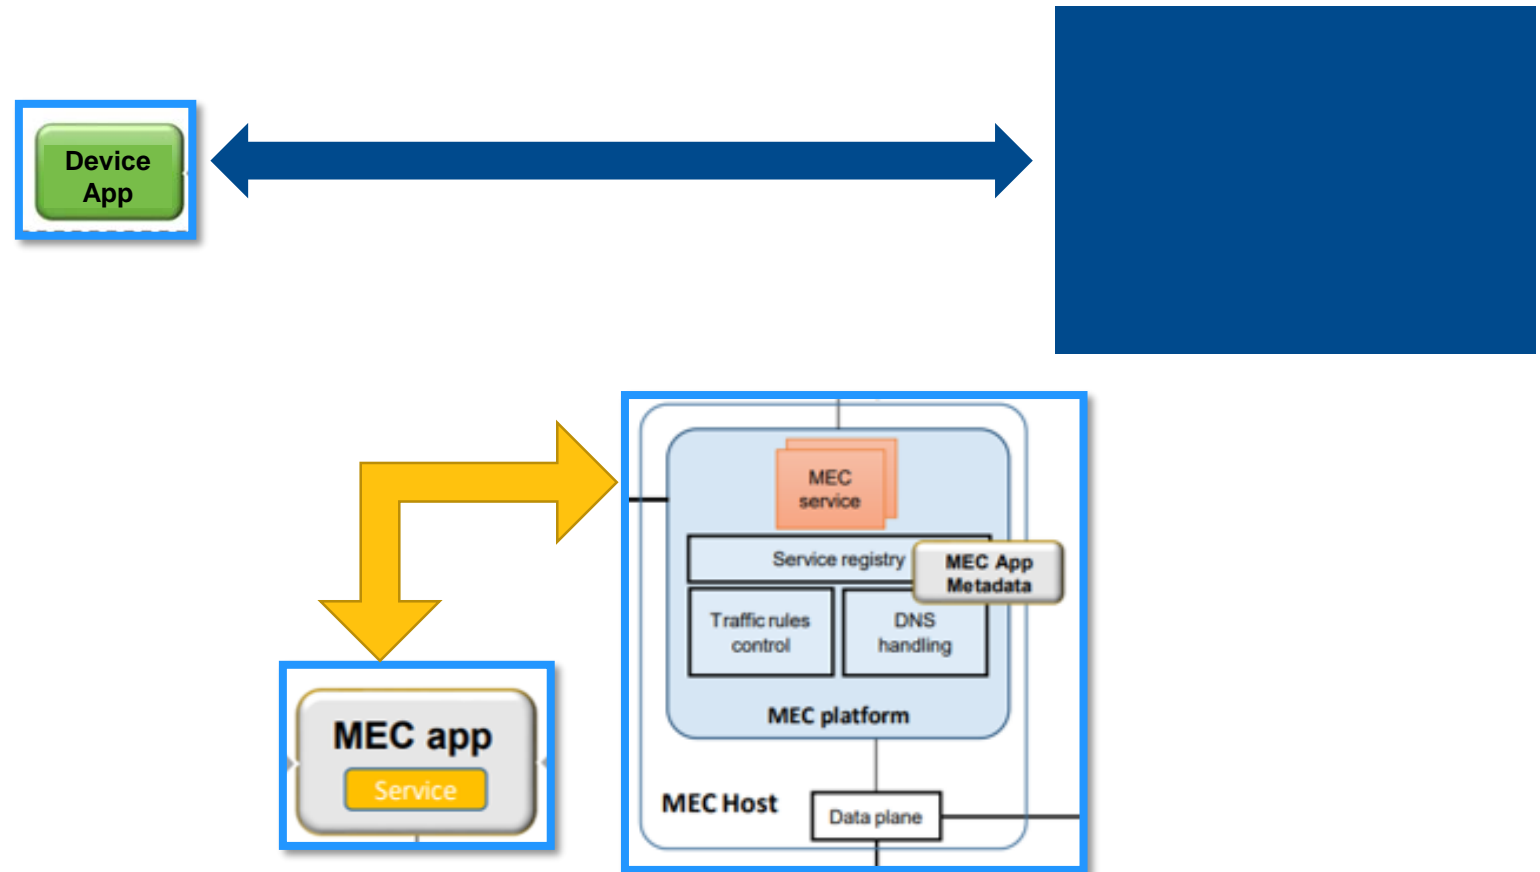 Device
App
MEC
service
Service registry
MEC App
Metadata
Traffic rules
control
DNS
handling
MEC platform
MEC app
Service
MEC Host
Data plane